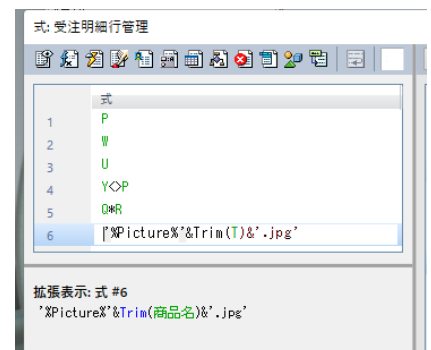 式: 受注明細行管理
式
1 P
2 W
3 U
4 Y<>P
5 Q*R
6 '%Picture%'&Trim(T)&'.jpg'
拡張表示: 式 #6
'%Picture%'&Trim(商品名)&'.jpg'